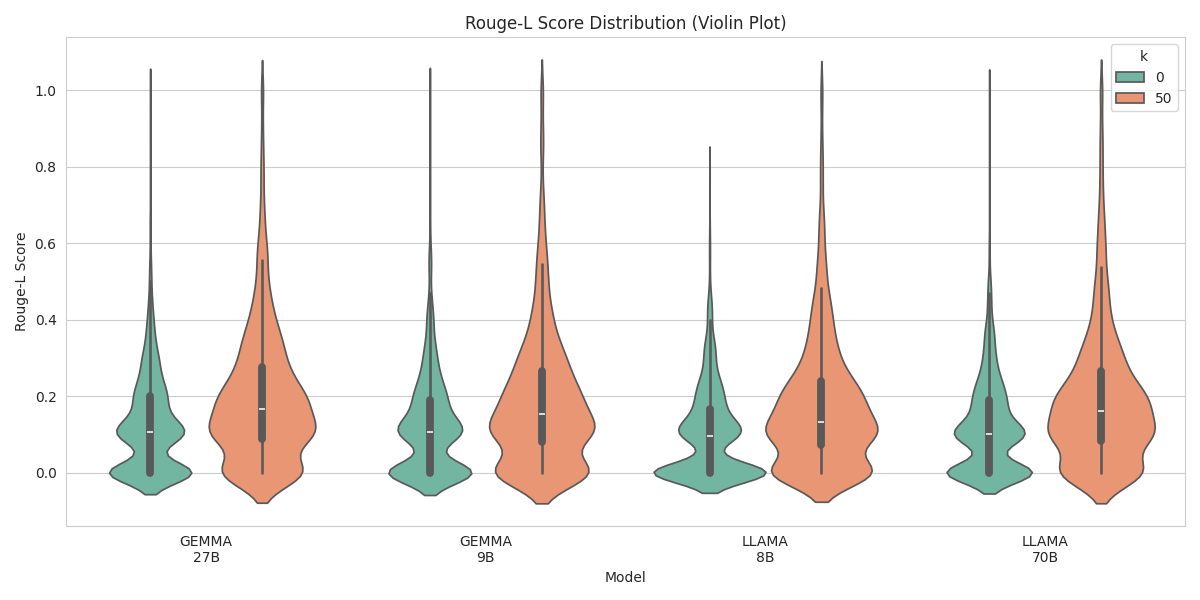 Rouge-L Score Distribution (Violin Plot)
k
0
50
1.0
0.8
0.6
0.4
0.2
0.0
Rouge-L Score
GEMMA
27B
GEMMA
9B
LLAMA
8B
LLAMA
70B
Model